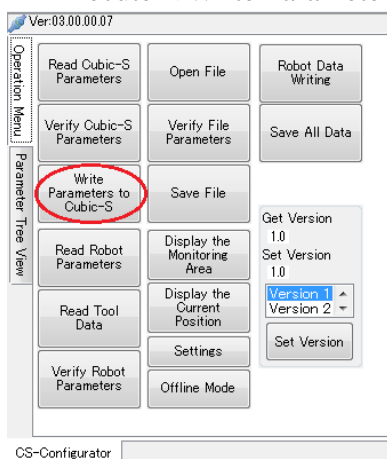 Ver:03.00.00.07
Operation Menu
Parameter Tree View
Read Cubic-S
Parameters
Open File
Robot Data
Writing
Verify Cubic-S
Parameters
Verify File
Parameters
Save All Data
Write
Parameters to
Cubic-S
Save File
Read Robot
Parameters
Display the
Monitoring
Area
Get Version
1.0
Set Version
1.0
Version 1
Version 2
Set Version
Read Tool
Data
Display the
Current
Position
Settings
Verify Robot
Parameters
Offline Mode
CS-Configurator